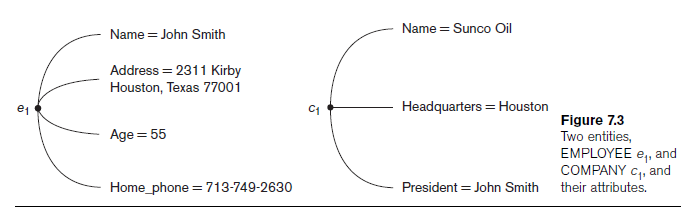 Name = John Smith
Address = 2311 Kirby
Houston, Texas 77001
e1
Age = 55
Home_phone = 713-749-2630
Name = Sunco Oil
c1
Headquarters = Houston
President = John Smith
Figure 7.3
Two entities,
EMPLOYEE e1, and
COMPANY c1, and
their attributes.